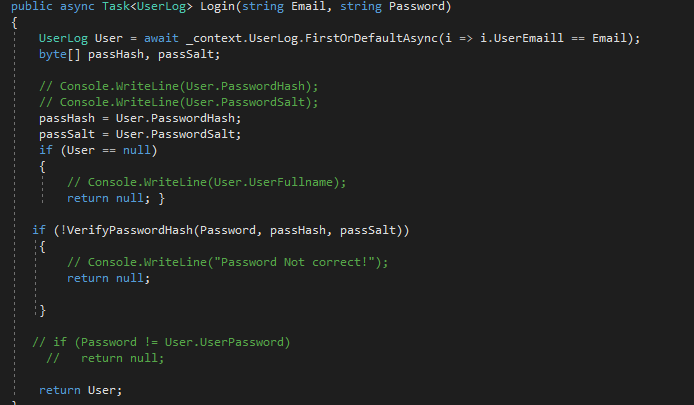 public async Task<UserLog> Login(string Email, string Password)
{
UserLog User = await _context.UserLog.FirstOrDefaultAsync(i => i.UserEmaill == Email);
byte[] passHash, passSalt;
// Console.WriteLine(User.PasswordHash);
// Console.WriteLine(User.PasswordSalt);
passHash = User.PasswordHash;
passSalt = User.PasswordSalt;
if (User == null)
{
// Console.WriteLine(User.UserFullname);
return null; }
if (!VerifyPasswordHash(Password, passHash, passSalt))
{
// Console.WriteLine("Password Not correct!");
return null;
}
// if (Password != User.UserPassword)
//   return null;
return User;